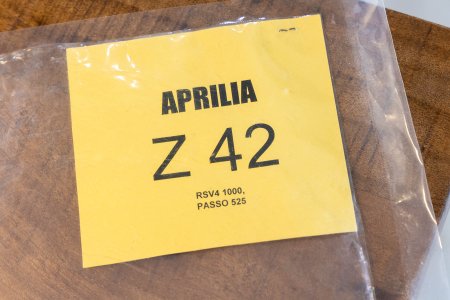 APRILIA
Z 42
RSV4 1000,
PASSO 525